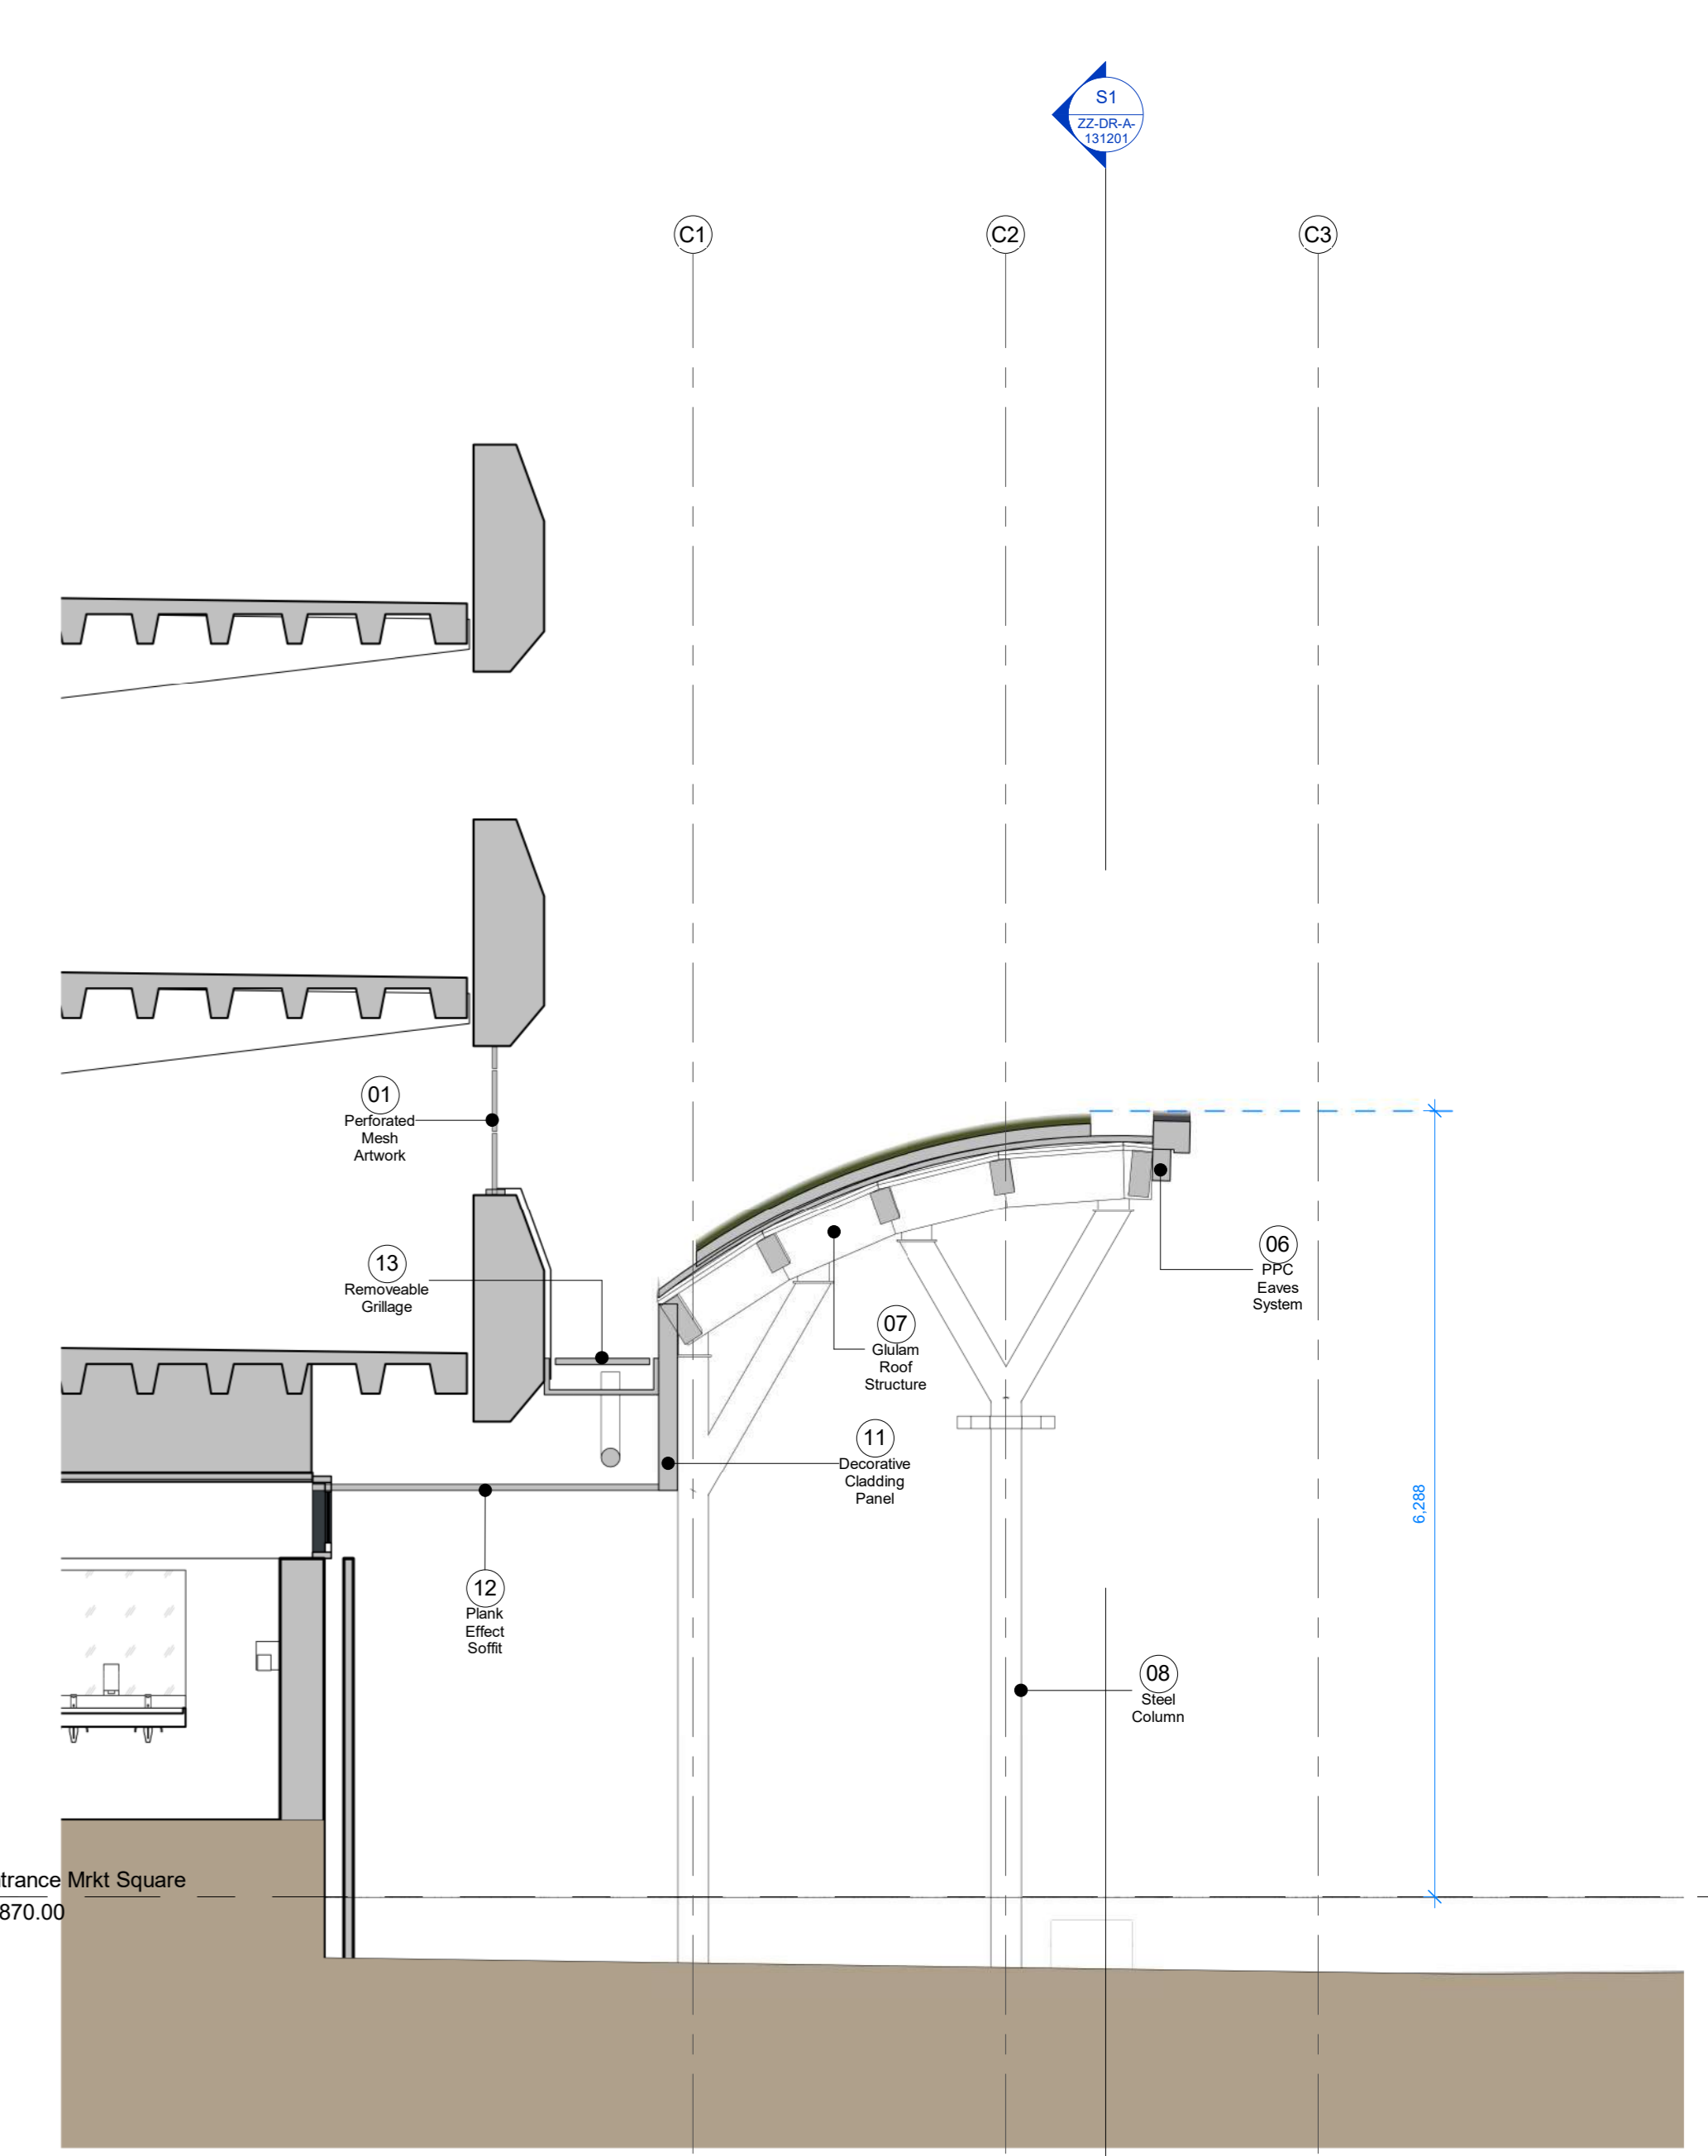 S1
ZZ-DR-A-
131201
C1
C2
C3
01
Perforated
Mesh
Artwork
13
Removeable
Grillage
06
PPC
Eaves
System
07
Glulam
Roof
Structure
11
Decorative
Cladding
Panel
6,288
12
Plank
Effect
Soffit
08
Steel
Column
trance Mrkt Square
870.00